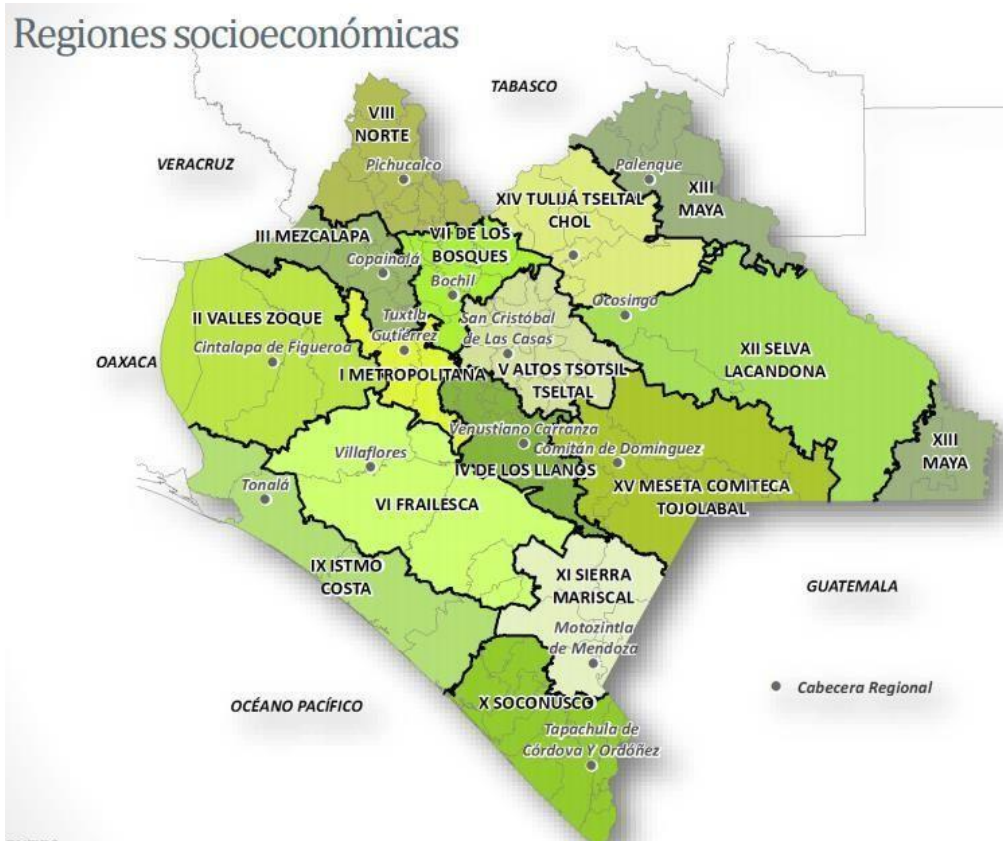 Regiones socioeconómicas
TABASCO
VIII
NORTE
VERACRUZ
Pichucalco
Palenque
XIII
MAYA
XIV TULIJÁ TSELTAL
CHOL
III MEZCALAPA
VII DE LOS
BOSQUES
Copainalá
Bochil
Ocosingo
II VALLES ZOQUE
Tuxtla
Gutiérrez
San Cristóbal
de Las Casas
Cintalapa de Figueroa
OAXACA
I METROPOLITANA
V ALTOS TSOTSIL
TSELTAL
XII SELVA
LACANDONA
Venustiano Carranza
Comitán de Domínguez
XIII
MAYA
Villaflores
IV DE LOS LLANOS
Tonalá
XV MESETA COMITECA
TOJOLABAL
VI FRAILESCA
IX ISTMO
COSTA
XI SIERRA
MARISCAL
GUATEMALA
Motozintla
de Mendoza
Cabecera Regional
OCÉANO PACÍFICO
X SOCONUSCO
Tapachula de
Córdova Y Ordóñez